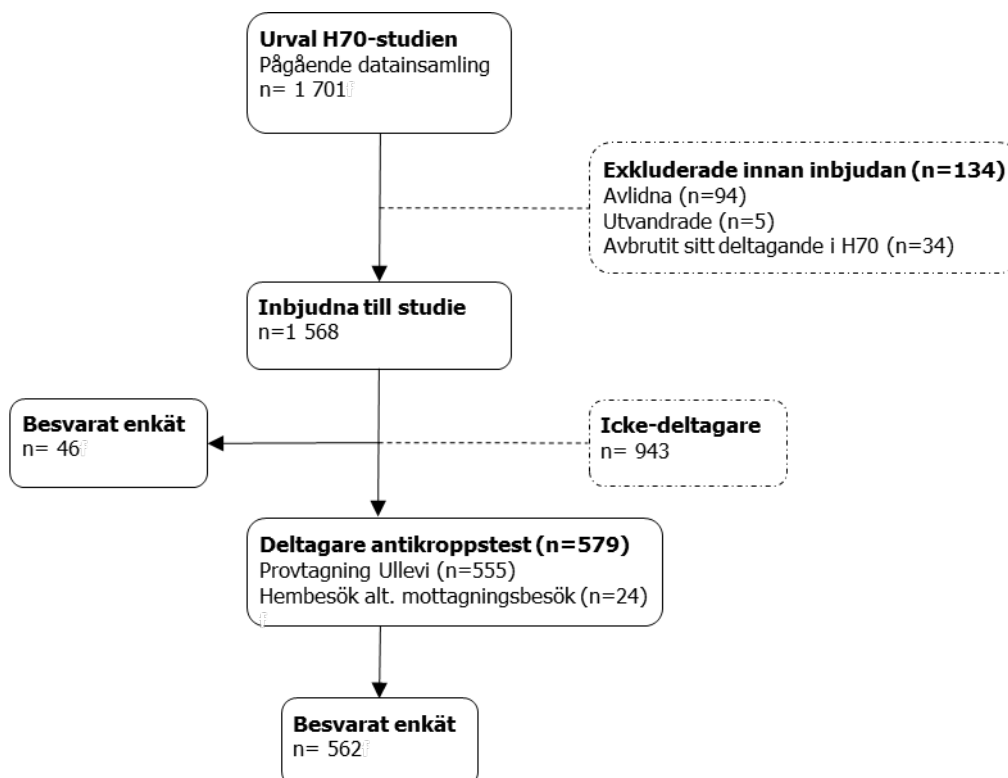 Urval H70-studien
Pågående datainsamling
n= 1 701
Exkluderade innan inbjudan (n=134)
Avlidna (n=94)
Utvandrade (n=5)
Avbrutit sitt deltagande i H70 (n=34)
Inbjudna till studie
n=1 568
Besvarat enkät
n= 46
Icke-deltagare
n= 943
Deltagare antikroppstest (n=579)
Provtagning Ullevi (n=555)
Hembesök alt. mottagningsbesök (n=24)
Besvarat enkät
n= 562